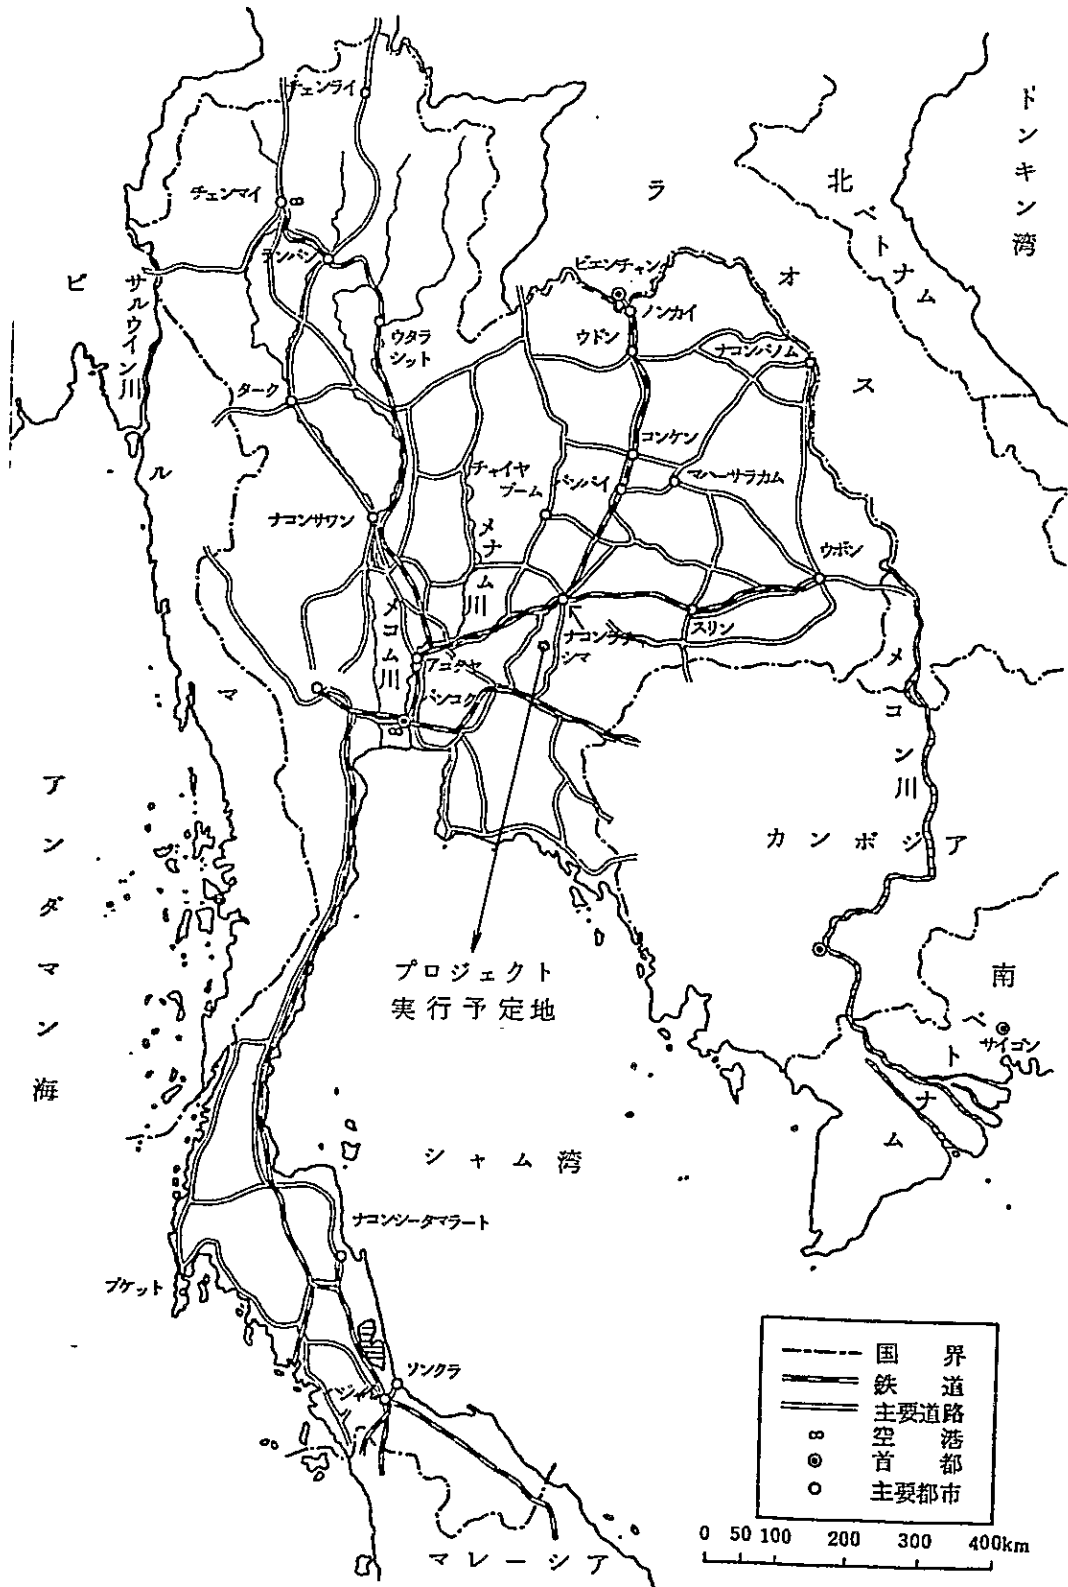 チェンライ
チェンマイ
ランパン
ビルマ
サルウイン川
ウタラ
シット
ターク
ナコンサワン
チャイヤ
プーム
メナム川
メコム川
アユタヤ
バンコク
ラオス
ビエンチャン
ノンカイ
ウドン
ナコンパノム
コンケン
バンパイ
マハーサラカム
ウボン
スリン
ナコンラチャ
シマ
北ベトナム
ドンキン湾
メコン川
カンボジア
南ベトナム
サイゴン
アンダマン海
プロジェクト
実行予定地
シャム湾
ナコンシータマラート
プケット
ソンクラ
ハジャイ
マレーシア
国界
鉄道
主要道路
空港
首都
主要都市
0 50 100 200 300 400km